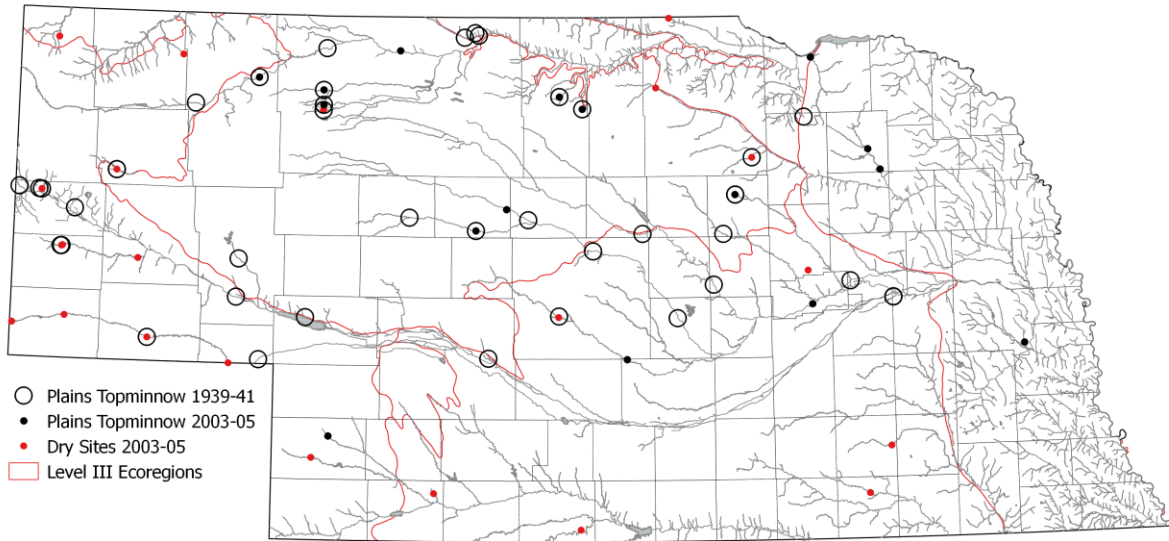 Plains Topminnow 1939-41
Plains Topminnow 2003-05
Dry Sites 2003-05
Level III Ecoregions